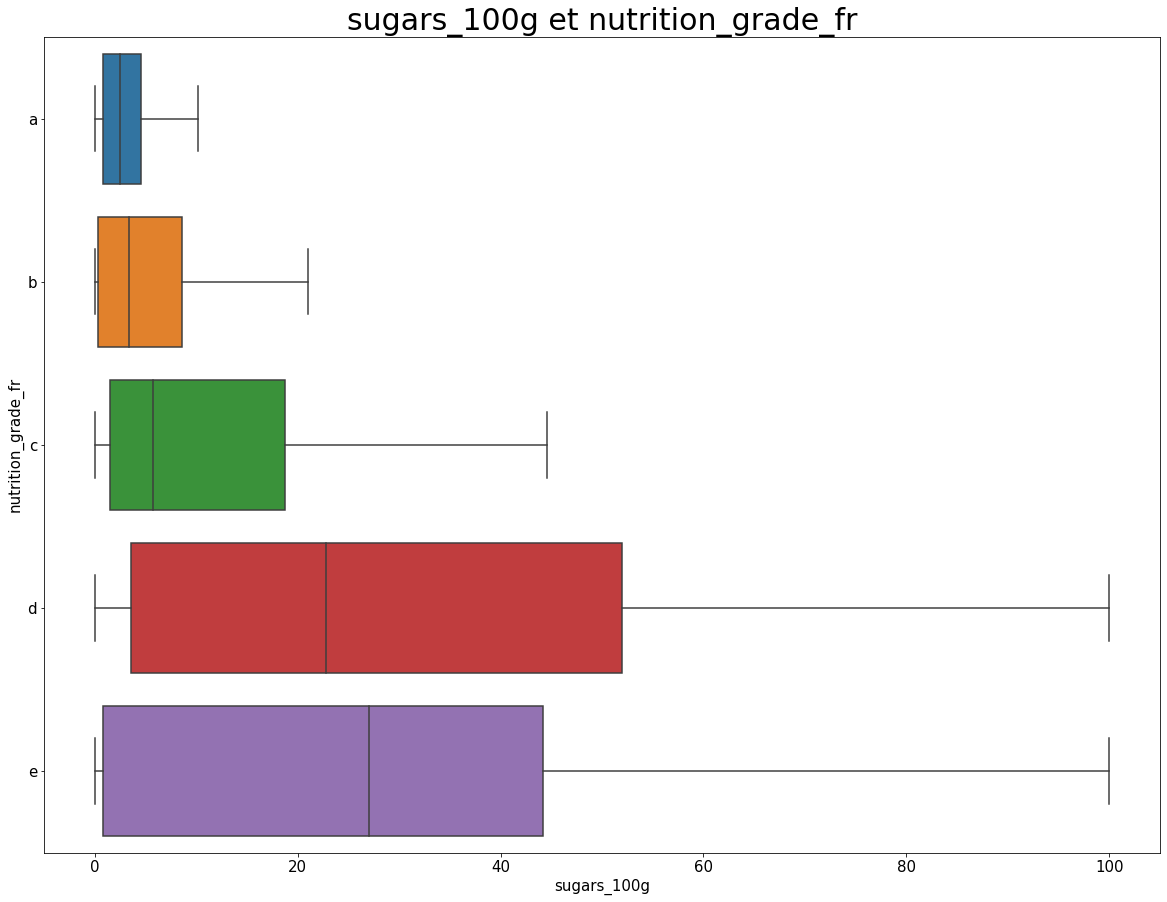 sugars_100g et nutrition_grade_fr
nutrition_grade_fr
a
b
c
d
e
0 20 40 60 80 100
sugars_100g